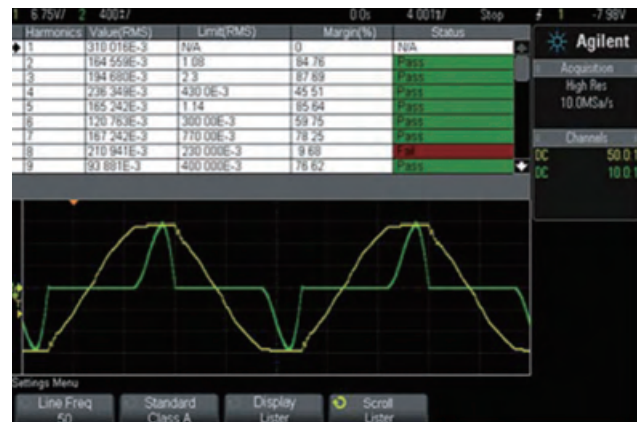 1 6.75V/ 2 400‡/ 0.0s 4.001‡/ Stop 1 -7.98V
Harmonics Value(RMS) Limit(RMS) Margin(%) Status
1 310.016E-3 N/A 0 N/A
2 164.559E-3 1.08 84.76 Pass
3 194.680E-3 2.3 87.69 Pass
4 236.349E-3 430.0E-3 45.51 Pass
5 165.242E-3 1.14 85.64 Pass
6 120.763E-3 300.00E-3 59.75 Pass
7 167.242E-3 770.00E-3 78.25 Pass
8 210.941E-3 230.000E-3 9.68 Fail
9 93.881E-3 400.000E-3 76.62 Pass
Agilent
Acquisition
High Res
10.0MSa/s
Channels
DC 50.0:1
DC 10.0:1
Settings Menu
Line Freq
50
Standard
Class A
Display
Lister
Scroll
Lister